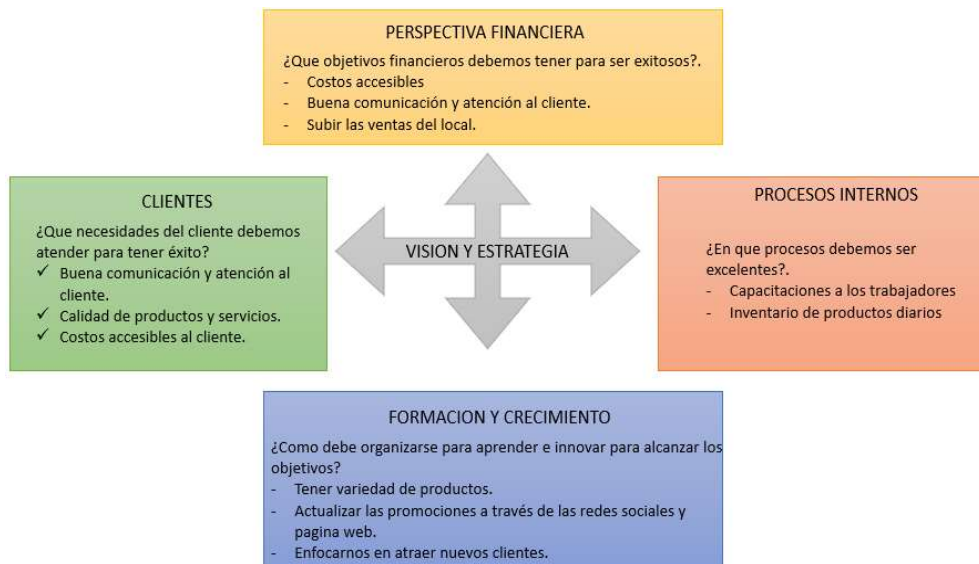 PERSPECTIVA FINANCIERA
¿Que objetivos financieros debemos tener para ser exitosos?.
- Costos accesibles
- Buena comunicación y atención al cliente.
- Subir las ventas del local.
CLIENTES
¿Que necesidades del cliente debemos
atender para tener éxito?
✓ Buena comunicación y atención al
cliente.
✓ Calidad de productos y servicios.
✓ Costos accesibles al cliente.
VISION Y ESTRATEGIA
PROCESOS INTERNOS
¿En que procesos debemos ser
excelentes?.
- Capacitaciones a los trabajadores
- Inventario de productos diarios
FORMACION Y CRECIMIENTO
¿Como debe organizarse para aprender e innovar para alcanzar los
objetivos?
- Tener variedad de productos.
- Actualizar las promociones a través de las redes sociales y
pagina web.
- Enfocarnos en atraer nuevos clientes.